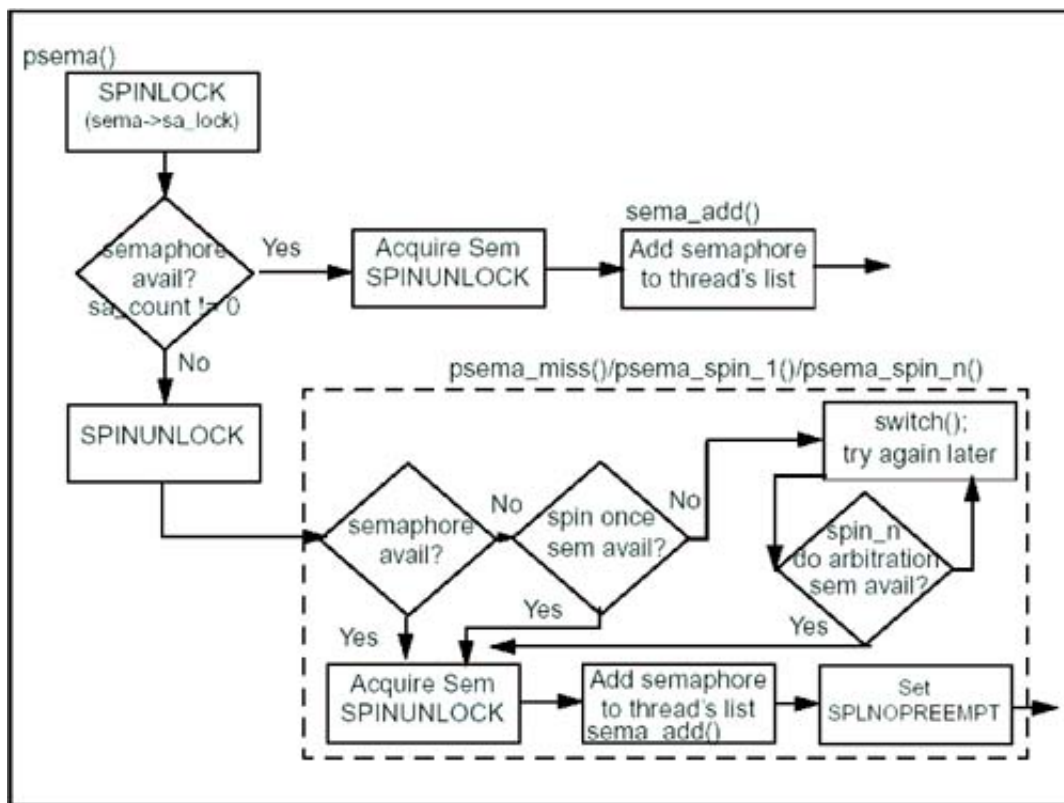 psema()
SPINLOCK
(sema->sa_lock)
semaphore
avail?
sa_count != 0
Yes
Acquire Sem
SPINUNLOCK
sema_add()
Add semaphore
to thread's list
No
SPINUNLOCK
psema_miss()/psema_spin_1()/psema_spin_n()
semaphore
avail?
No
spin once
sem avail?
No
switch();
try again later
spin_n
do arbitration
sem avail?
Yes
Yes
Yes
Acquire Sem
SPINUNLOCK
Add semaphore
to thread's list
sema_add()
Set
SPLNOPREEMPT